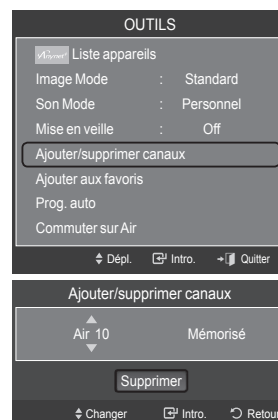 OUTILS
Anynet+ Liste appareils
Image Mode : Standard
Son Mode : Personnel
Mise en veille : Off
Ajouter/supprimer canaux
Ajouter aux favoris
Prog. auto
Commuter sur Air
Dépl. Intro. Quitter
Ajouter/supprimer canaux
Air 10 Mémorisé
Supprimer
Changer Intro. Retour